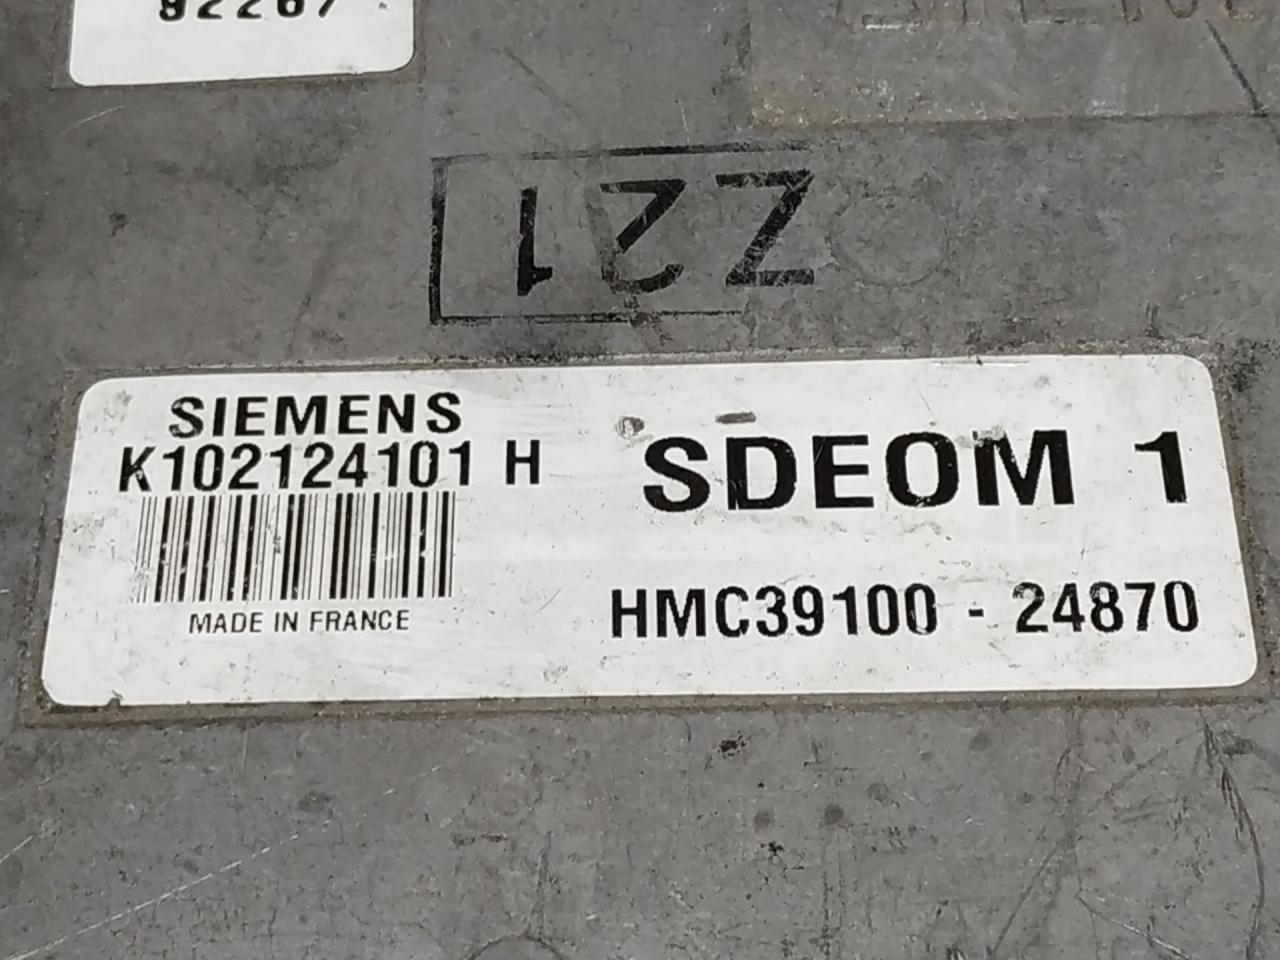 Z21
SIEMENS
K102124101 H
MADE IN FRANCE
SDEOM 1
HMC39100 - 24870